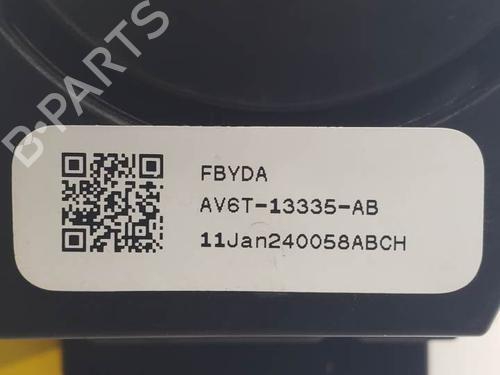 FBYDA
AV6T-13335-AB
11Jan240058ABCH
B-PARTS